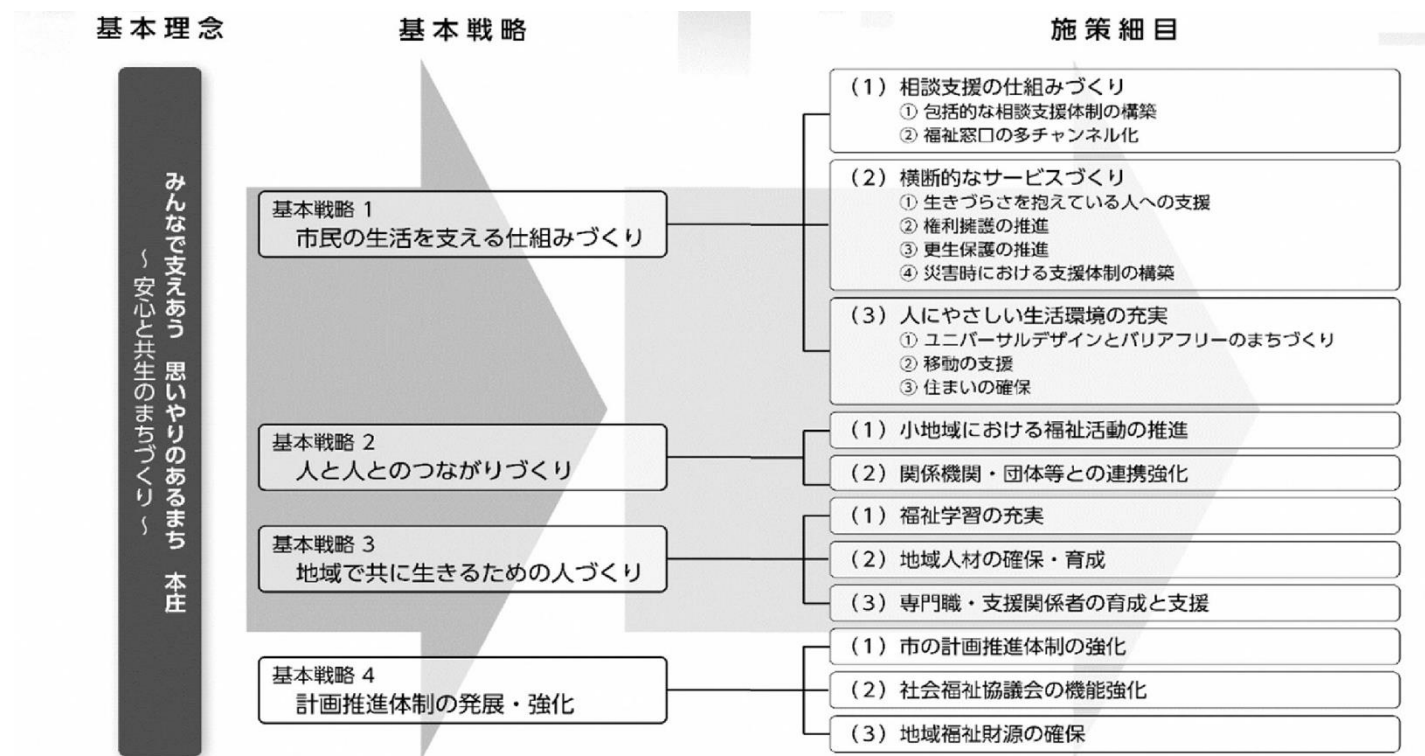 基本理念
基本戦略
施策細目
みんなで支えあう 思いやりのあるまち 本庄
～安心と共生のまちづくり～
基本戦略 1
市民の生活を支える仕組みづくり
(1) 相談支援の仕組みづくり
① 包括的な相談支援体制の構築
② 福祉窓口の多チャンネル化
(2) 横断的なサービスづくり
① 生きづらさを抱えている人への支援
② 権利擁護の推進
③ 更生保護の推進
④ 災害時における支援体制の構築
(3) 人にやさしい生活環境の充実
① ユニバーサルデザインとバリアフリーのまちづくり
② 移動の支援
③ 住まいの確保
基本戦略 2
人と人とのつながりづくり
(1) 小地域における福祉活動の推進
(2) 関係機関・団体等との連携強化
基本戦略 3
地域で共に生きるための人づくり
(1) 福祉学習の充実
(2) 地域人材の確保・育成
(3) 専門職・支援関係者の育成と支援
基本戦略 4
計画推進体制の発展・強化
(1) 市の計画推進体制の強化
(2) 社会福祉協議会の機能強化
(3) 地域福祉財源の確保